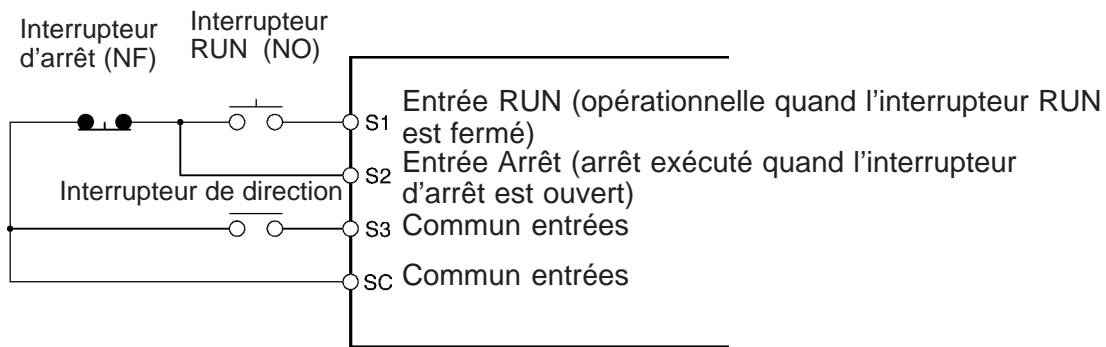 Interrupteur
d'arrêt (NF)
Interrupteur
RUN (NO)
S1
Entrée RUN (opérationnelle quand l'interrupteur RUN
est fermé)
S2
Entrée Arrêt (arrêt exécuté quand l'interrupteur
d'arrêt est ouvert)
Interrupteur de direction
S3 Commun entrées
SC Commun entrées